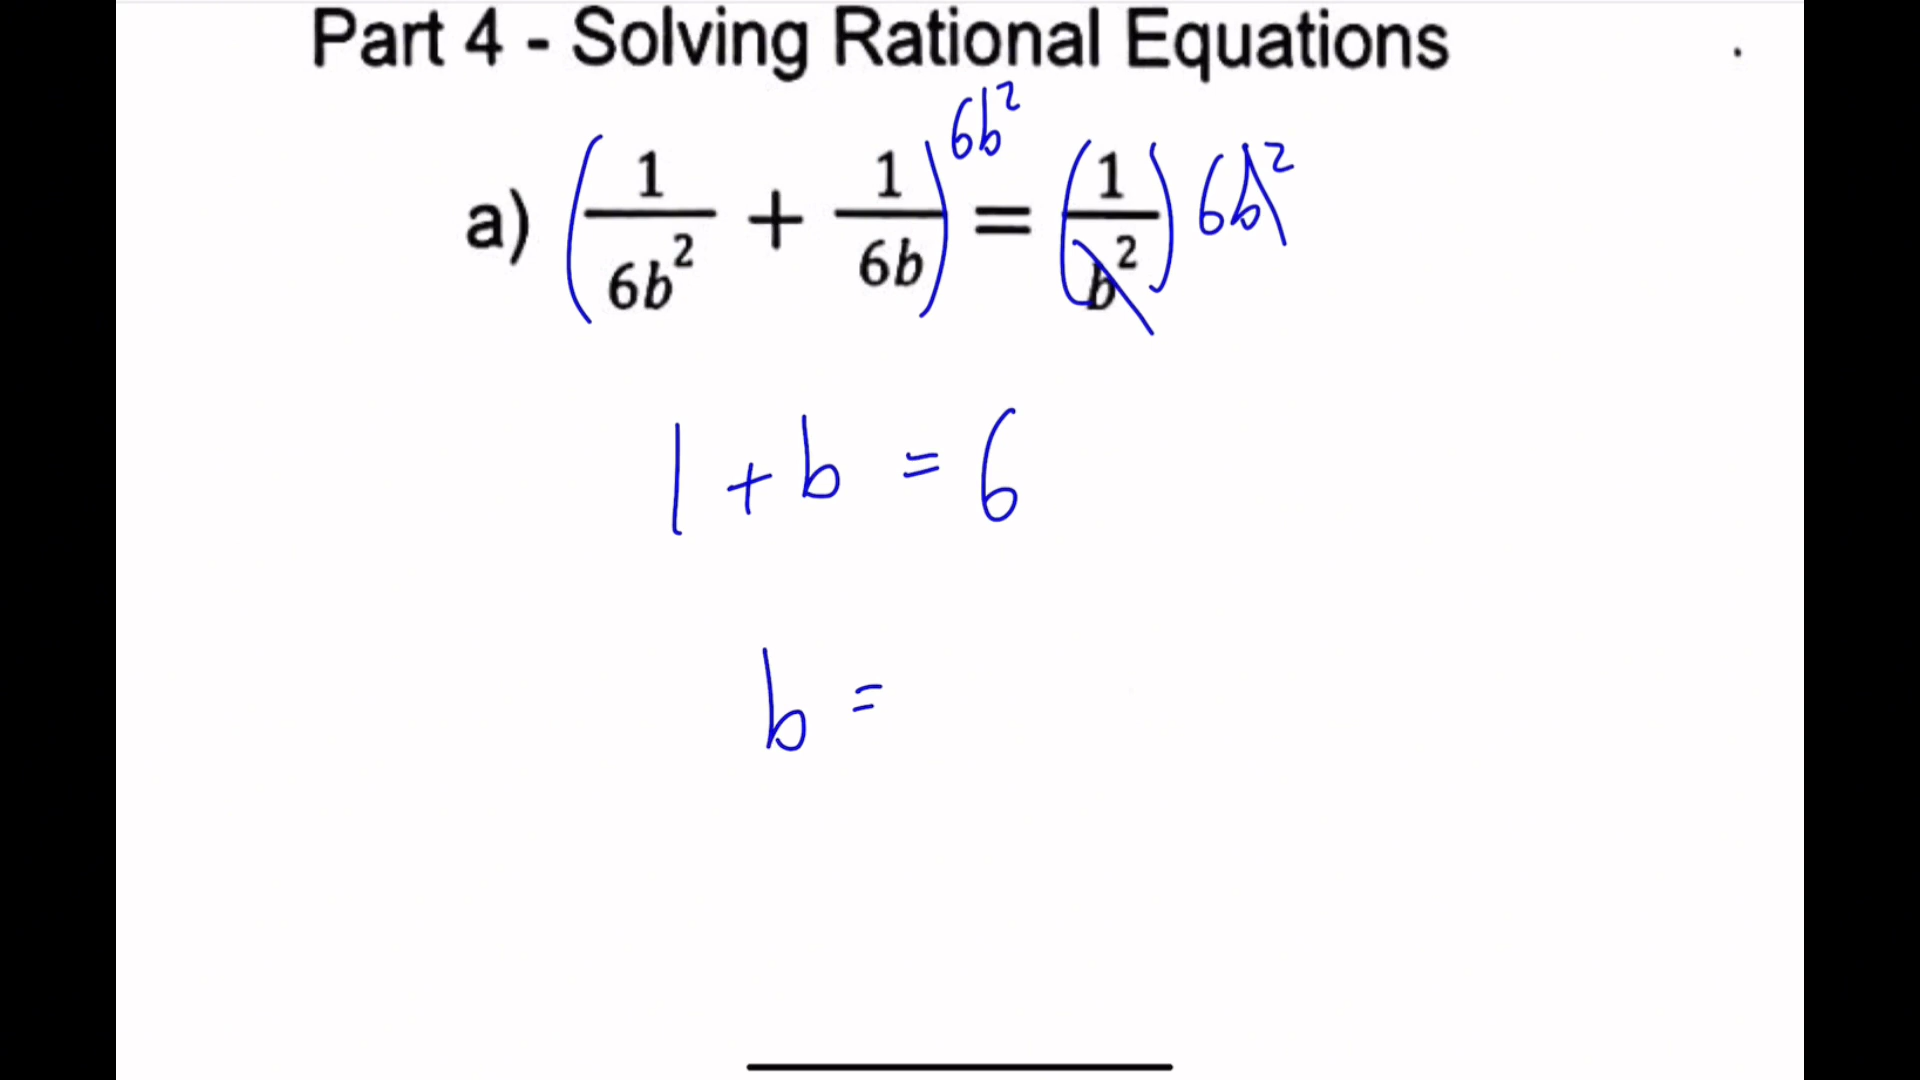 Part 4 - Solving Rational Equations
a) (1/6b² + 1/6b) 6b² = (1/b²) 6b²
1 + b = 6
b =